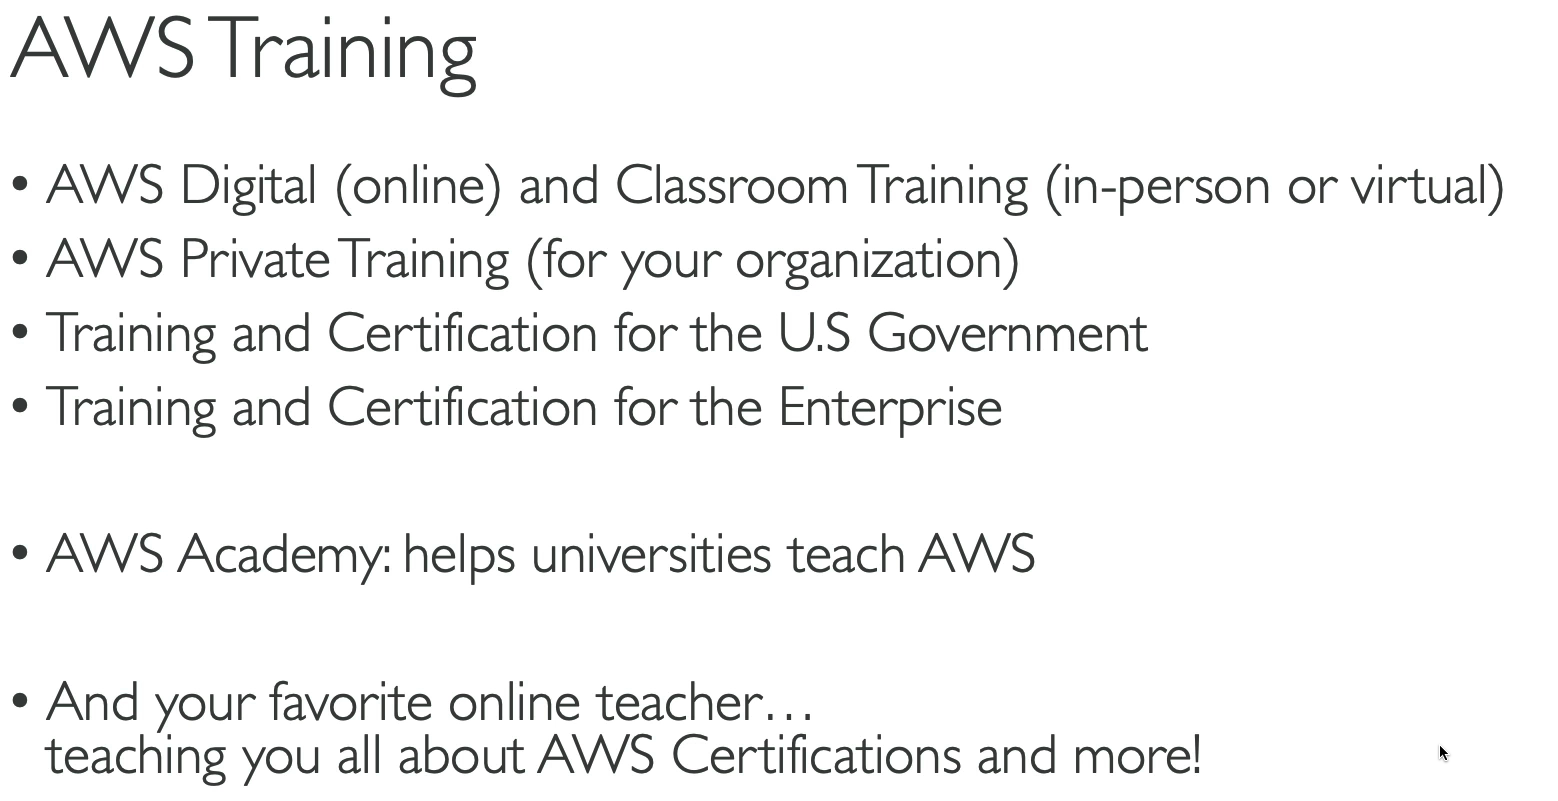 AWS Training
• AWS Digital (online) and Classroom Training (in-person or virtual)
• AWS Private Training (for your organization)
• Training and Certification for the U.S Government
• Training and Certification for the Enterprise
• AWS Academy: helps universities teach AWS
• And your favorite online teacher…
teaching you all about AWS Certifications and more!